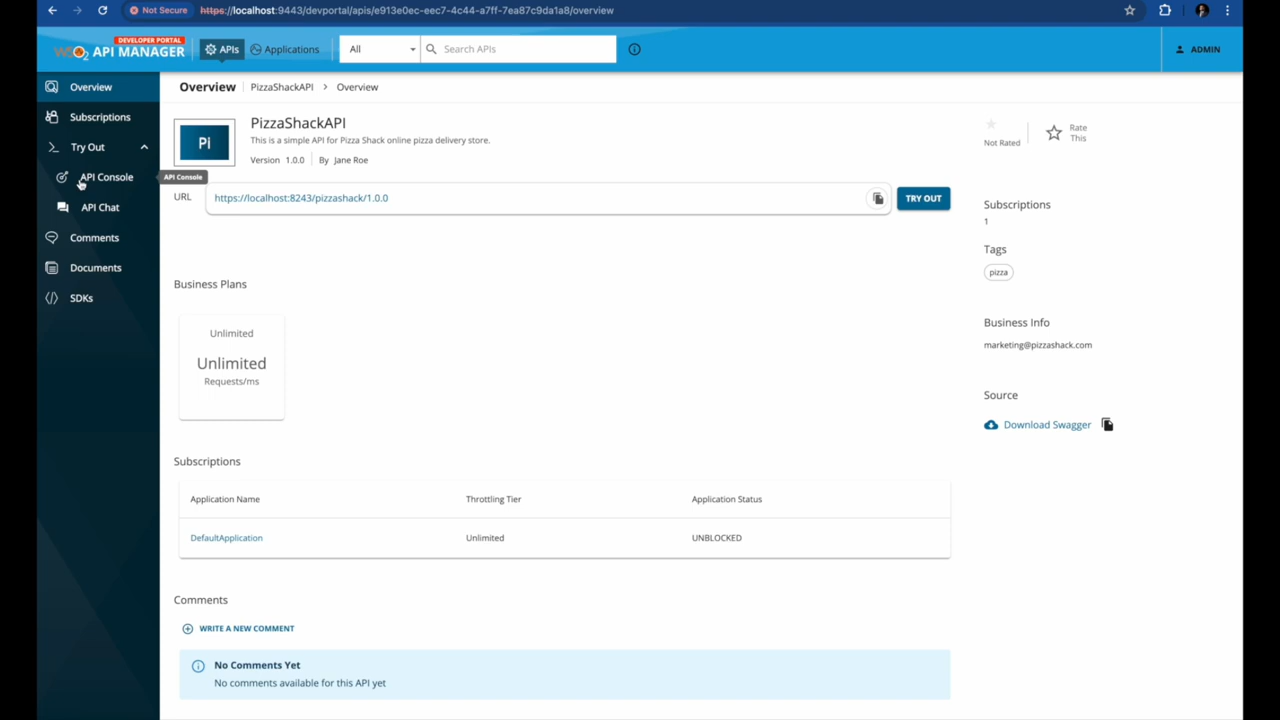 Not Secure https://localhost:9443/devportal/apis/e913e0ec-eec7-4c44-a7ff-7ea87c9da1a8/overview
DEVELOPER PORTAL
WSO2 API MANAGER
APIs
Applications
All
Search APIs
ADMIN
Overview
Subscriptions
Try Out
API Console
API Console
API Chat
Comments
Documents
SDKs
Overview PizzaShackAPI > Overview
Pi
PizzaShackAPI
This is a simple API for Pizza Shack online pizza delivery store.
Version 1.0.0 By Jane Roe
Not Rated
Rate
This
URL https://localhost:8243/pizzashack/1.0.0 TRY OUT
Business Plans
Unlimited
Unlimited
Requests/ms
Subscriptions
Application Name Throttling Tier Application Status
DefaultApplication Unlimited UNBLOCKED
Comments
WRITE A NEW COMMENT
No Comments Yet
No comments available for this API yet
Subscriptions
1
Tags
pizza
Business Info
marketing@pizzashack.com
Source
Download Swagger